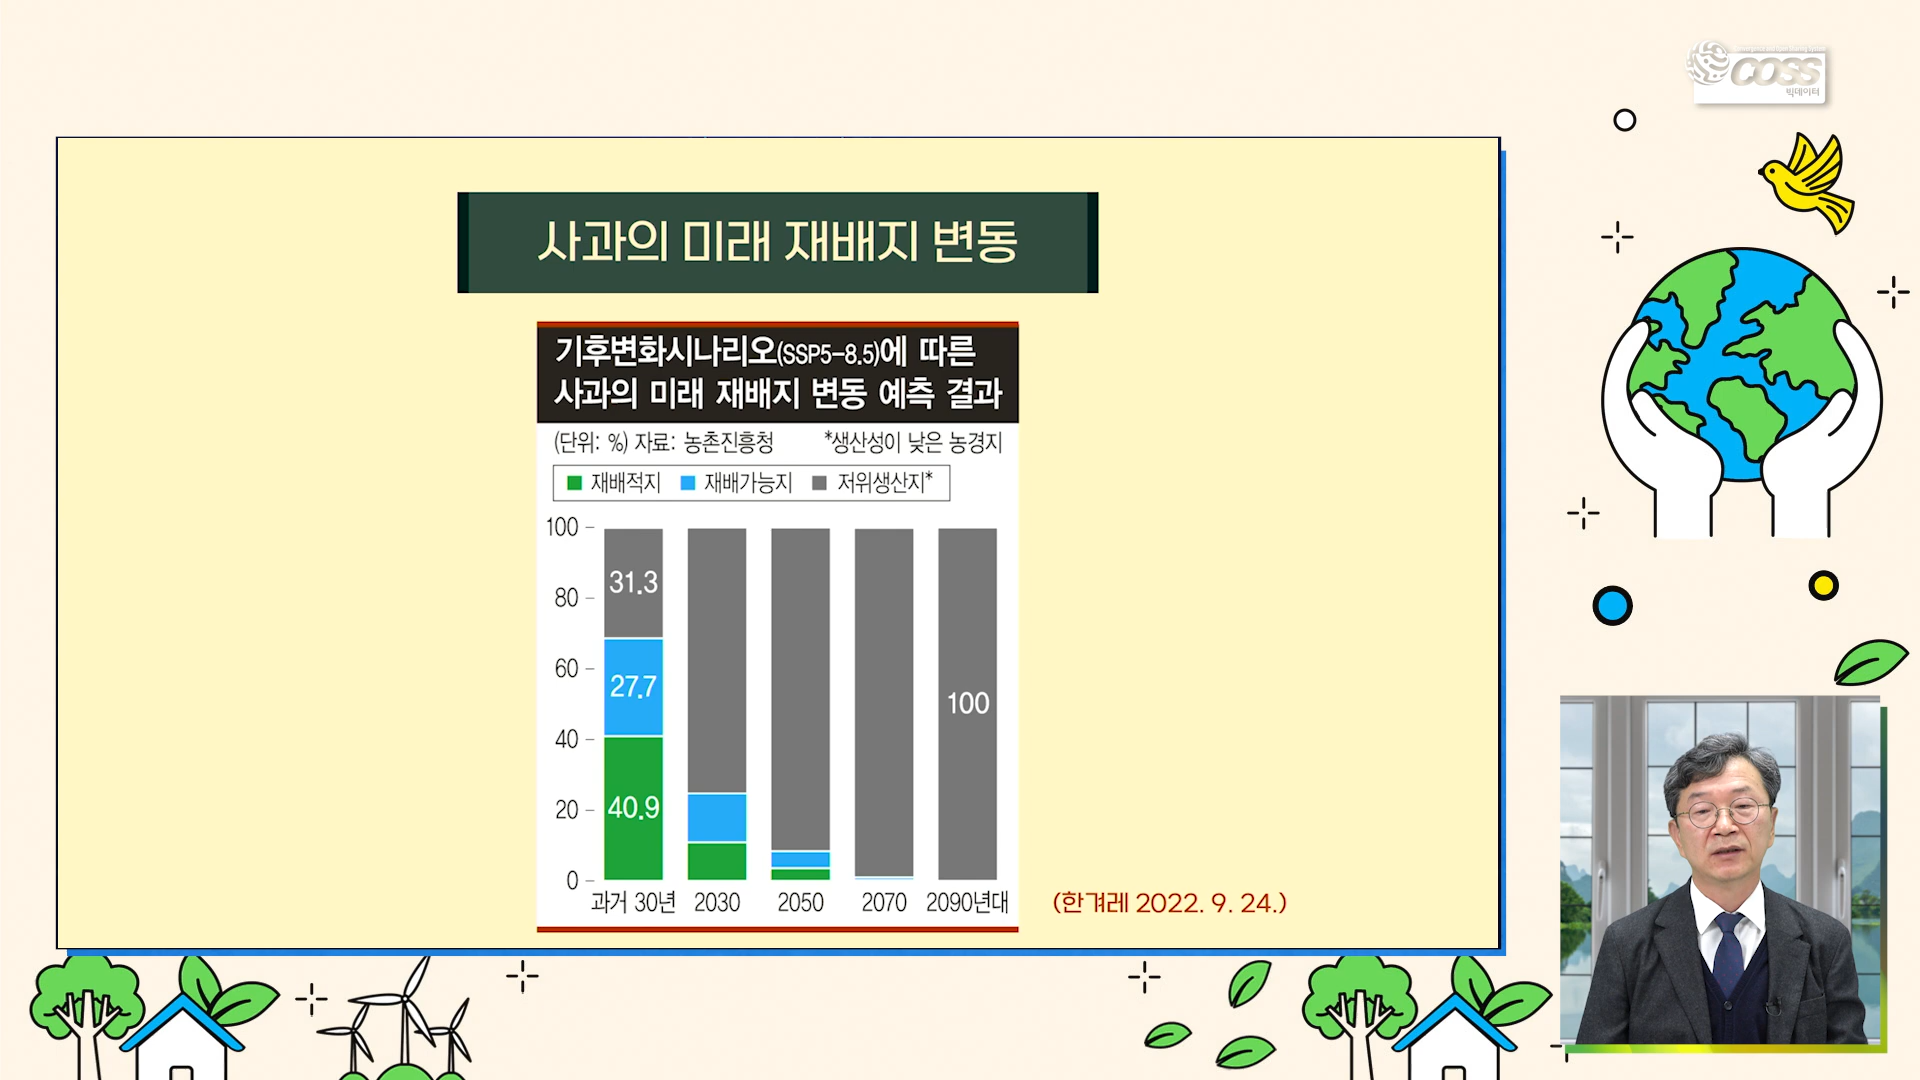 COSS
빅데이터
사과의 미래 재배지 변동
기후변화시나리오(SSP5-8.5)에 따른
사과의 미래 재배지 변동 예측 결과
(단위: %) 자료: 농촌진흥청 *생산성이 낮은 농경지
재배적지 재배가능지 저위생산지*
100
80
60
40
20
0
31.3
27.7
40.9
100
과거 30년 2030 2050 2070 2090년대
(한겨레 2022. 9. 24.)